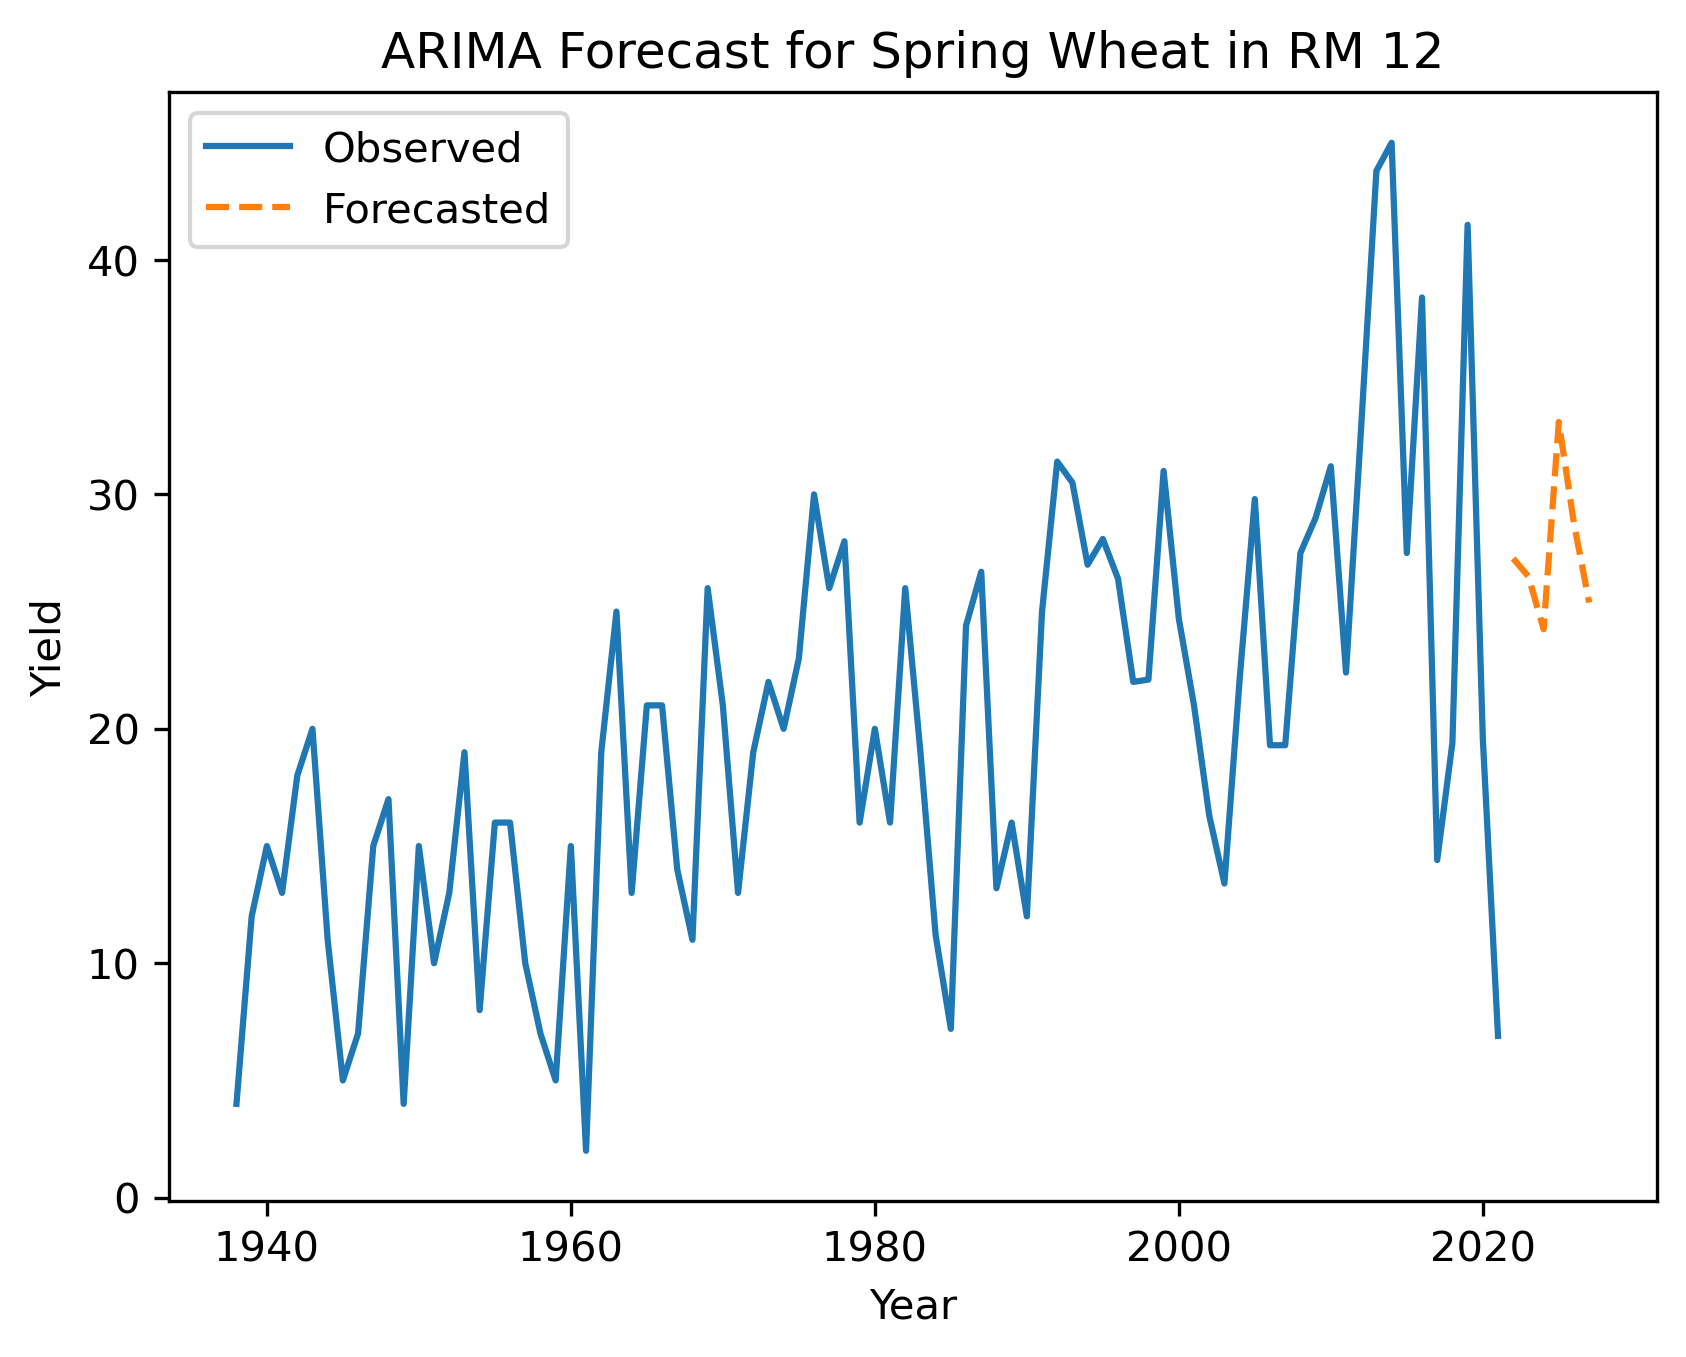 ARIMA Forecast for Spring Wheat in RM 12
Observed
Forecasted
40
30
20
10
0
Yield
1940 1960 1980 2000 2020
Year